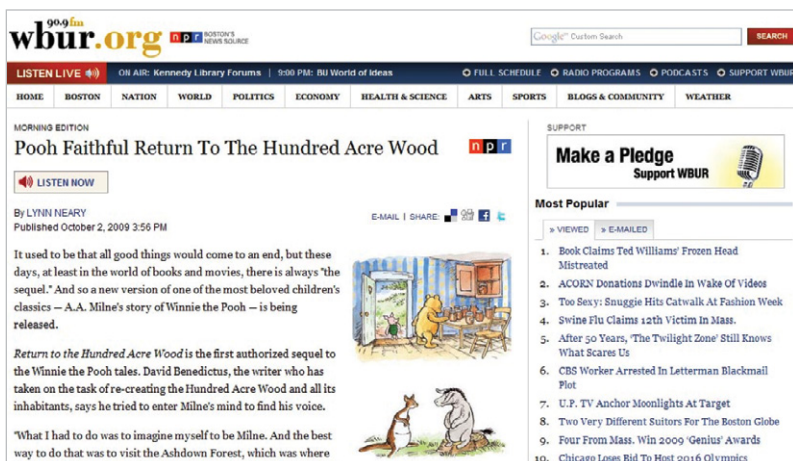 90.9fm
wbur.org
npr BOSTON'S NEWS SOURCE
Google™ Custom Search
SEARCH
LISTEN LIVE
ON AIR: Kennedy Library Forums | 9:00 PM: BU World of Ideas
FULL SCHEDULE RADIO PROGRAMS PODCASTS SUPPORT WBUR
HOME BOSTON NATION WORLD POLITICS ECONOMY HEALTH & SCIENCE ARTS SPORTS BLOGS & COMMUNITY WEATHER
MORNING EDITION
Pooh Faithful Return To The Hundred Acre Wood
npr
LISTEN NOW
By LYNN NEARY
Published October 2, 2009 3:56 PM
E-MAIL | SHARE:
It used to be that all good things would come to an end, but these
days, at least in the world of books and movies, there is always "the
sequel." And so a new version of one of the most beloved children's
classics — A.A. Milne's story of Winnie the Pooh — is being
released.
Return to the Hundred Acre Wood is the first authorized sequel to
the Winnie the Pooh tales. David Benedictus, the writer who has
taken on the task of re-creating the Hundred Acre Wood and all its
inhabitants, says he tried to enter Milne's mind to find his voice.
"What I had to do was to imagine myself to be Milne. And the best
way to do that was to visit the Ashdown Forest, which was where
SUPPORT
Make a Pledge
Support WBUR
Most Popular
» VIEWED » E-MAILED
1. Book Claims Ted Williams' Frozen Head
Mistreated
2. ACORN Donations Dwindle In Wake Of Videos
3. Too Sexy: Snuggie Hits Catwalk At Fashion Week
4. Swine Flu Claims 12th Victim In Mass.
5. After 50 Years, 'The Twilight Zone' Still Knows
What Scares Us
6. CBS Worker Arrested In Letterman Blackmail
Plot
7. U.P. TV Anchor Moonlights At Target
8. Two Very Different Suitors For The Boston Globe
9. Four From Mass. Win 2009 'Genius' Awards
10. Chicago Loses Bid To Host 2016 Olympics